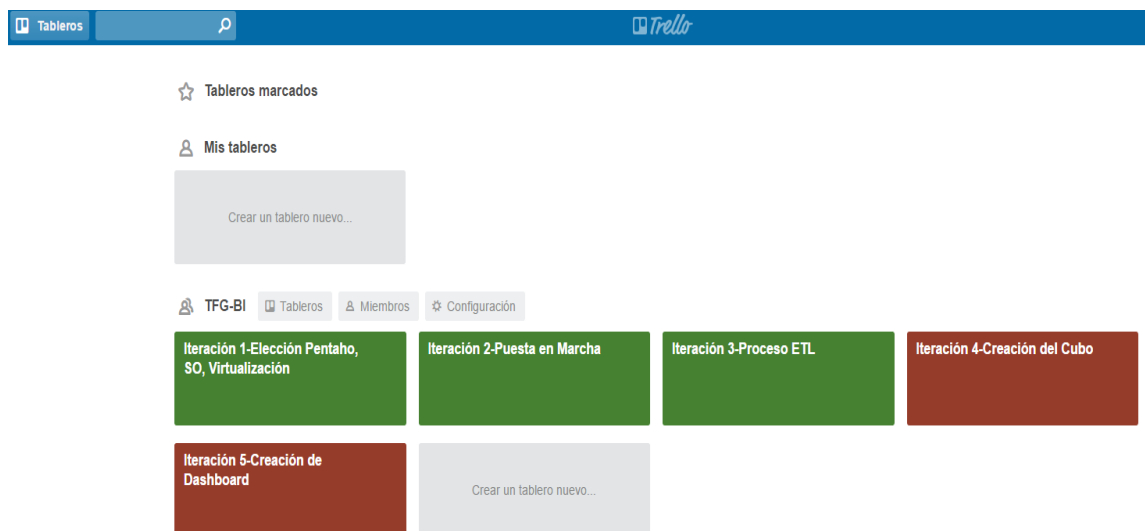 Tableros
Trello
Tableros marcados
Mis tableros
Crear un tablero nuevo...
TFG-BI Tableros Miembros Configuración
Iteración 1-Elección Pentaho,
SO, Virtualización
Iteración 2-Puesta en Marcha
Iteración 3-Proceso ETL
Iteración 4-Creación del Cubo
Iteración 5-Creación de
Dashboard
Crear un tablero nuevo...